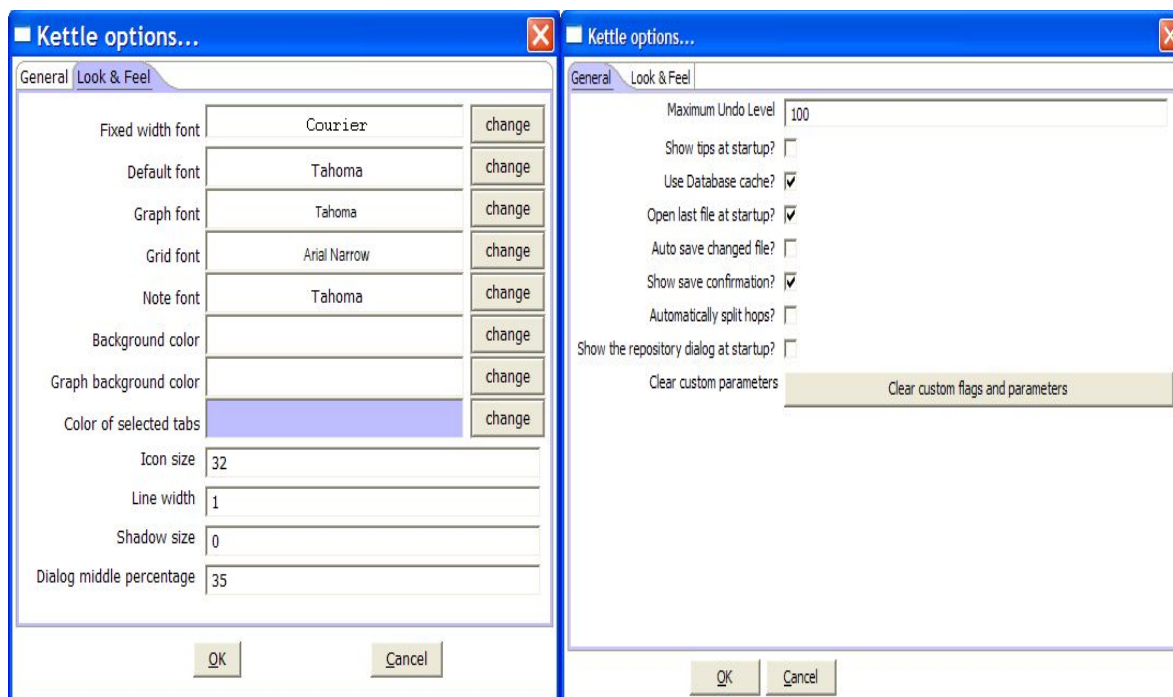 Kettle options...
General Look & Feel
Fixed width font Courier change
Default font Tahoma change
Graph font Tahoma change
Grid font Arial Narrow change
Note font Tahoma change
Background color change
Graph background color change
Color of selected tabs change
Icon size 32
Line width 1
Shadow size 0
Dialog middle percentage 35
OK Cancel
Kettle options...
General Look & Feel
Maximum Undo Level 100
Show tips at startup?
Use Database cache?
Open last file at startup?
Auto save changed file?
Show save confirmation?
Automatically split hops?
Show the repository dialog at startup?
Clear custom parameters Clear custom flags and parameters
OK Cancel